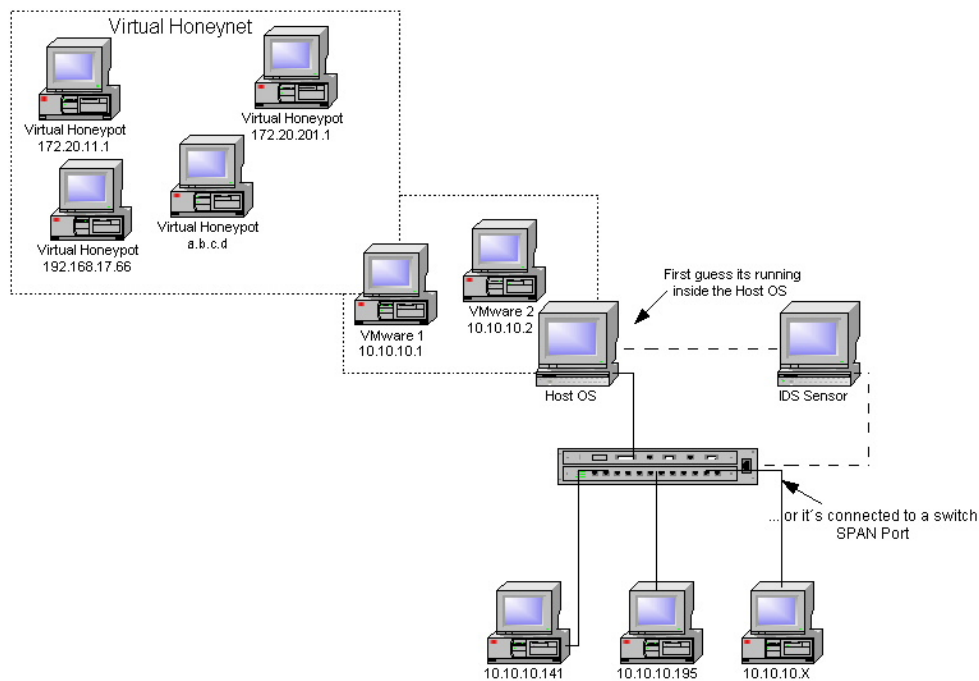 Virtual Honeynet
Virtual Honeypot
172.20.11.1
Virtual Honeypot
172.20.201.1
Virtual Honeypot
192.168.17.66
Virtual Honeypot
a.b.c.d
VMware 1
10.10.10.1
VMware 2
10.10.10.2
First guess its running
inside the Host OS
Host OS
IDS Sensor
... or it´s connected to a switch
SPAN Port
10.10.10.141
10.10.10.195
10.10.10.X